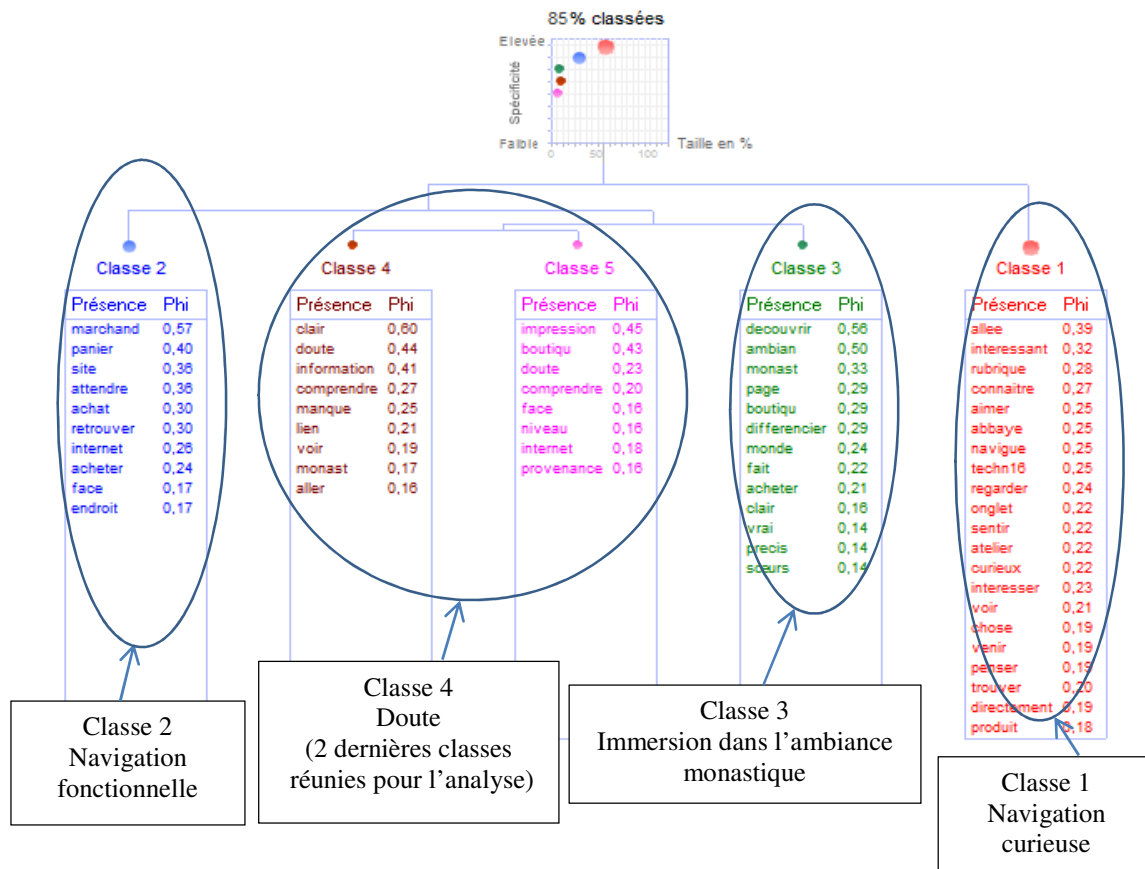 85% classées
Elevée
Spécificité
Faible
0 50 100
Taille en %
Classe 2
Présence Phi
marchand 0,57
panier 0,40
site 0,36
attendre 0,36
achat 0,30
retrouver 0,30
internet 0,26
acheter 0,24
face 0,17
endroit 0,17
Classe 4
Présence Phi
clair 0,60
doute 0,44
information 0,41
comprendre 0,27
manque 0,25
lien 0,21
voir 0,19
monast 0,17
aller 0,16
Classe 5
Présence Phi
impression 0,45
boutiqu 0,43
doute 0,23
comprendre 0,20
face 0,16
niveau 0,16
internet 0,18
provenance 0,16
Classe 3
Présence Phi
decouvrir 0,56
ambian 0,50
monast 0,33
page 0,29
boutiqu 0,29
differencier 0,29
monde 0,24
fait 0,22
acheter 0,21
clair 0,16
vrai 0,14
precis 0,14
sœurs 0,14
Classe 1
Présence Phi
allee 0,39
interessant 0,32
rubrique 0,28
connaitre 0,27
aimer 0,25
abbaye 0,25
navigue 0,25
techn16 0,25
regarder 0,24
onglet 0,22
sentir 0,22
atelier 0,22
curieux 0,22
interesser 0,23
voir 0,21
chose 0,19
venir 0,19
penser 0,19
trouver 0,20
directement 0,19
produit 0,18
Classe 2
Navigation
fonctionnelle
Classe 4
Doute
(2 dernières classes
réunies pour l’analyse)
Classe 3
Immersion dans l’ambiance
monastique
Classe 1
Navigation
curieuse